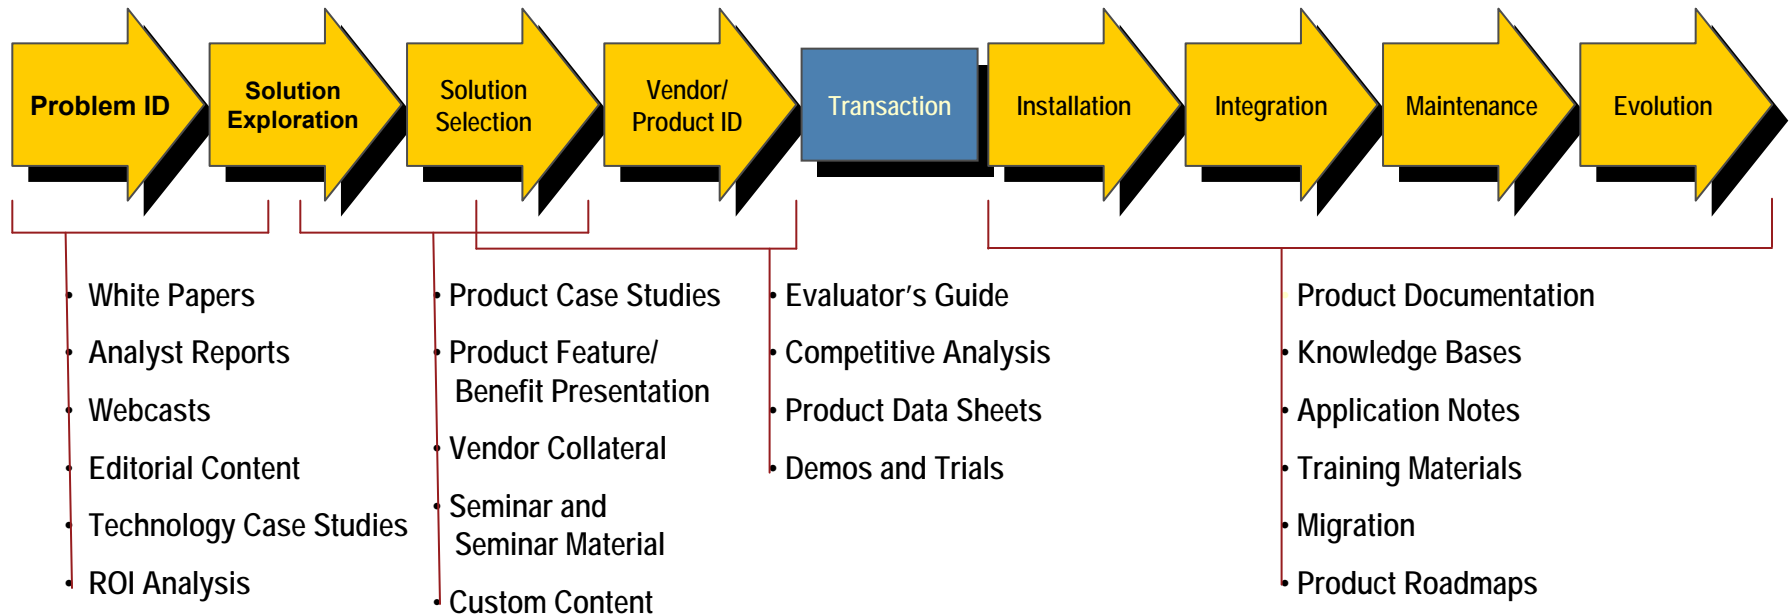 Problem ID
Solution
Exploration
Solution
Selection
Vendor/
Product ID
Transaction
Installation
Integration
Maintenance
Evolution
• White Papers
• Analyst Reports
• Webcasts
• Editorial Content
• Technology Case Studies
• ROI Analysis
• Product Case Studies
• Product Feature/
Benefit Presentation
• Vendor Collateral
• Seminar and
Seminar Material
• Custom Content
• Evaluator's Guide
• Competitive Analysis
• Product Data Sheets
• Demos and Trials
• Product Documentation
• Knowledge Bases
• Application Notes
• Training Materials
• Migration
• Product Roadmaps